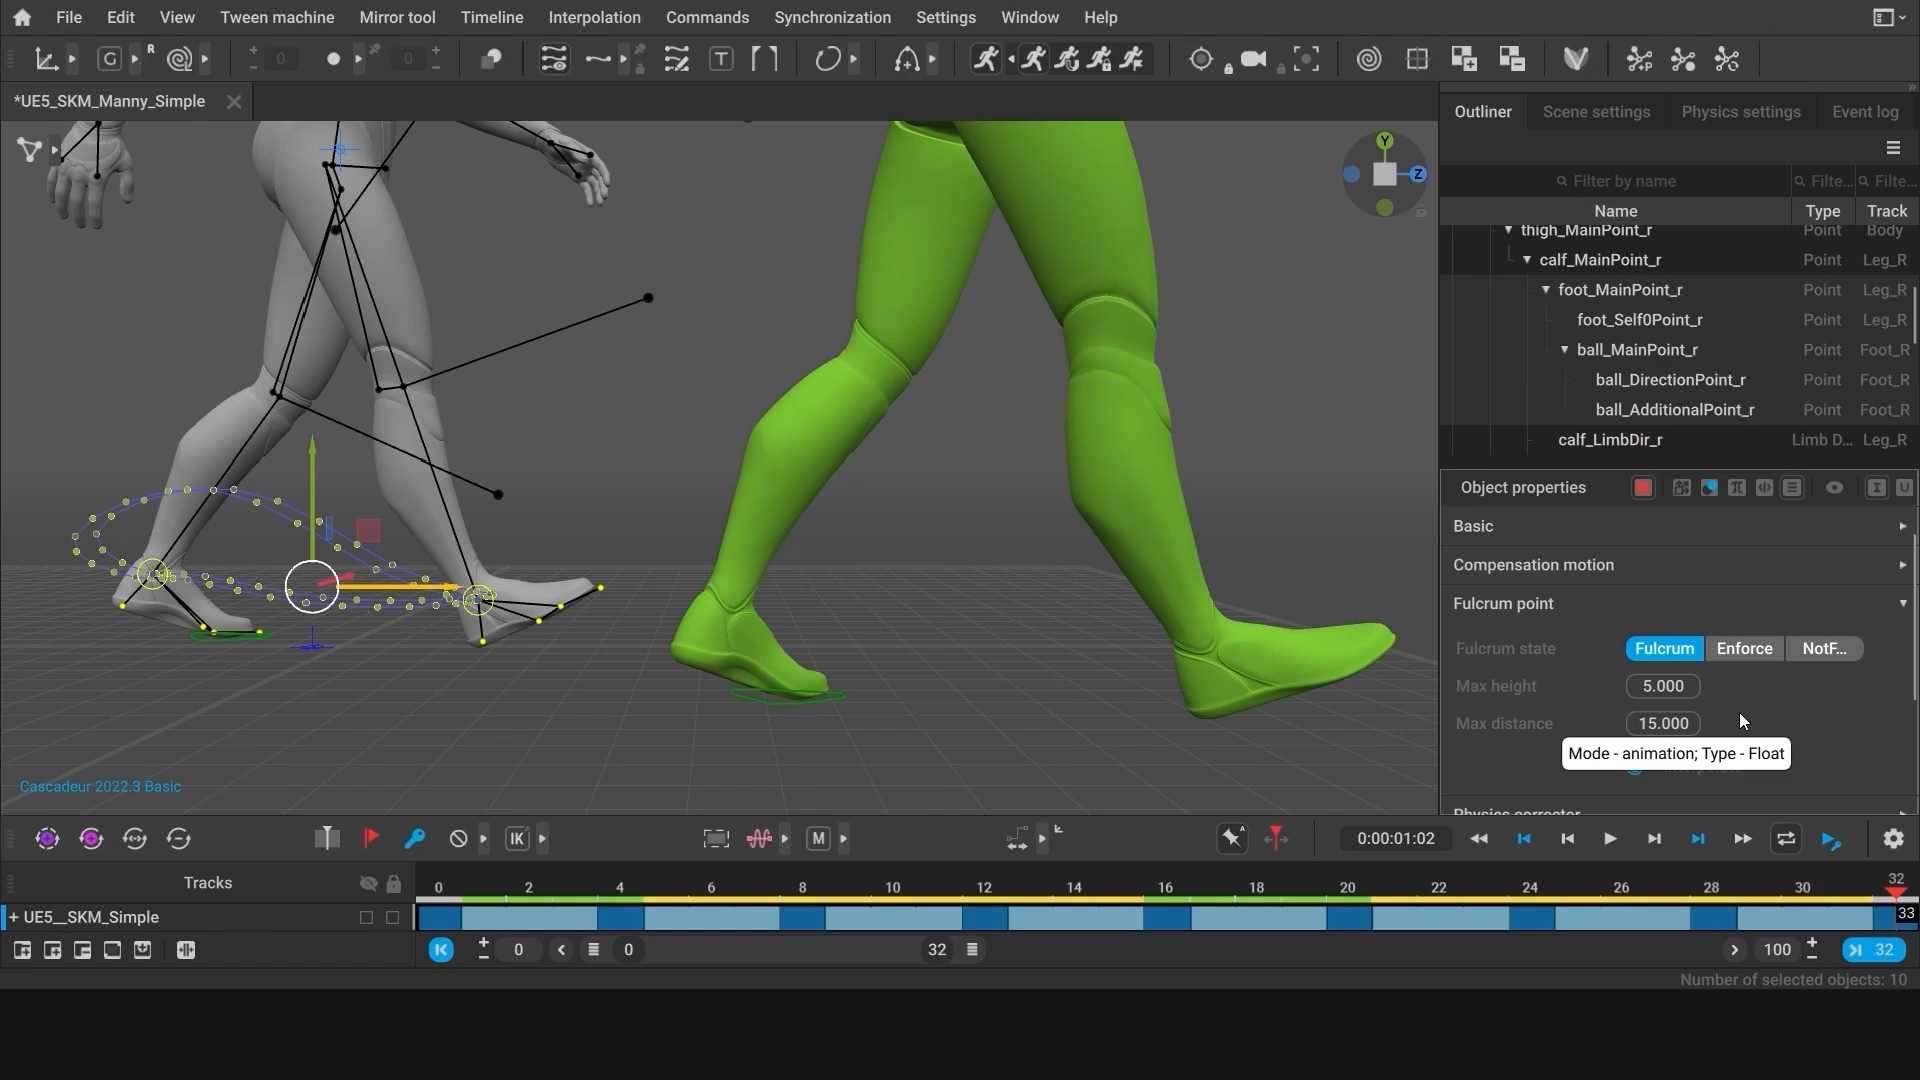 File Edit View Tween machine Mirror tool Timeline Interpolation Commands Synchronization Settings Window Help
G R 0 0 T
*UE5_SKM_Manny_Simple
Outliner Scene settings Physics settings Event log
Y
Z
Filter by name Filte... Filte...
Name Type Track
thigh_MainPoint_r Point Body
calf_MainPoint_r Point Leg_R
foot_MainPoint_r Point Leg_R
foot_Self0Point_r Point Leg_R
ball_MainPoint_r Point Foot_R
ball_DirectionPoint_r Point Foot_R
ball_AdditionalPoint_r Point Foot_R
calf_LimbDir_r Limb D... Leg_R
Object properties
Basic
Compensation motion
Fulcrum point
Fulcrum state Fulcrum Enforce NotF...
Max height 5.000
Max distance 15.000
Mode - animation; Type - Float
Cascadeur 2022.3 Basic
IK M 0:00:01:02
Tracks 0 2 4 6 8 10 12 14 16 18 20 22 24 26 28 30 32
+ UE5__SKM_Simple 33
0 0 32 100 32
Number of selected objects: 10